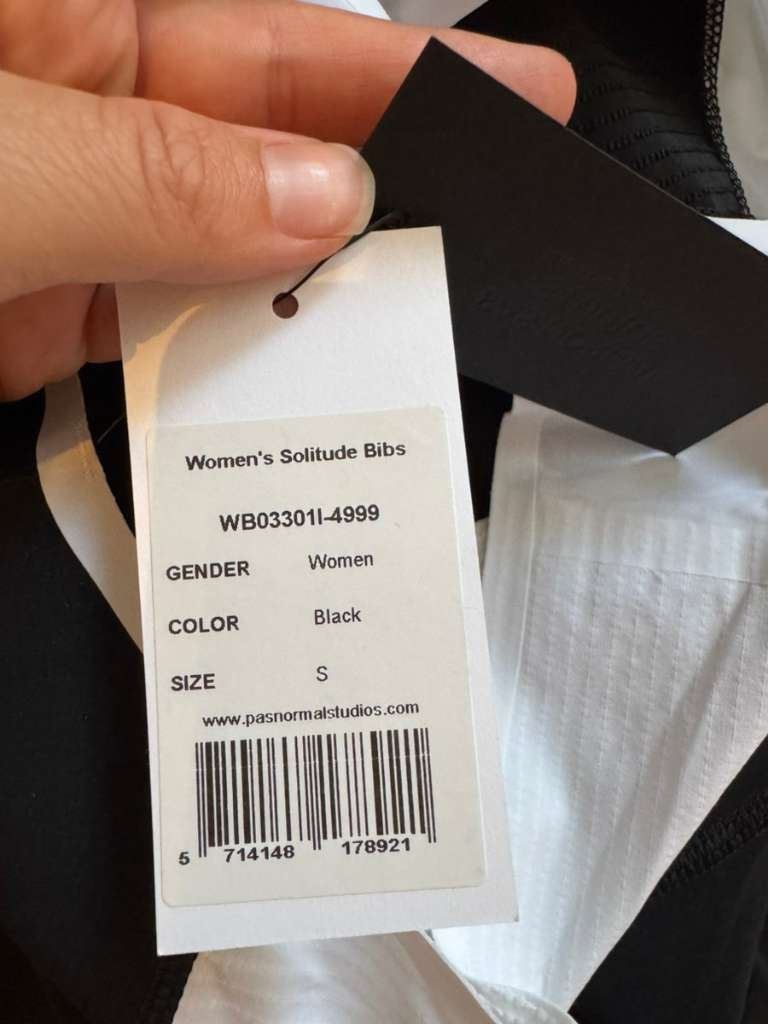 Women's Solitude Bibs
WB03301I-4999
GENDER Women
COLOR Black
SIZE S
www.pasnormalstudios.com
5 714148 178921